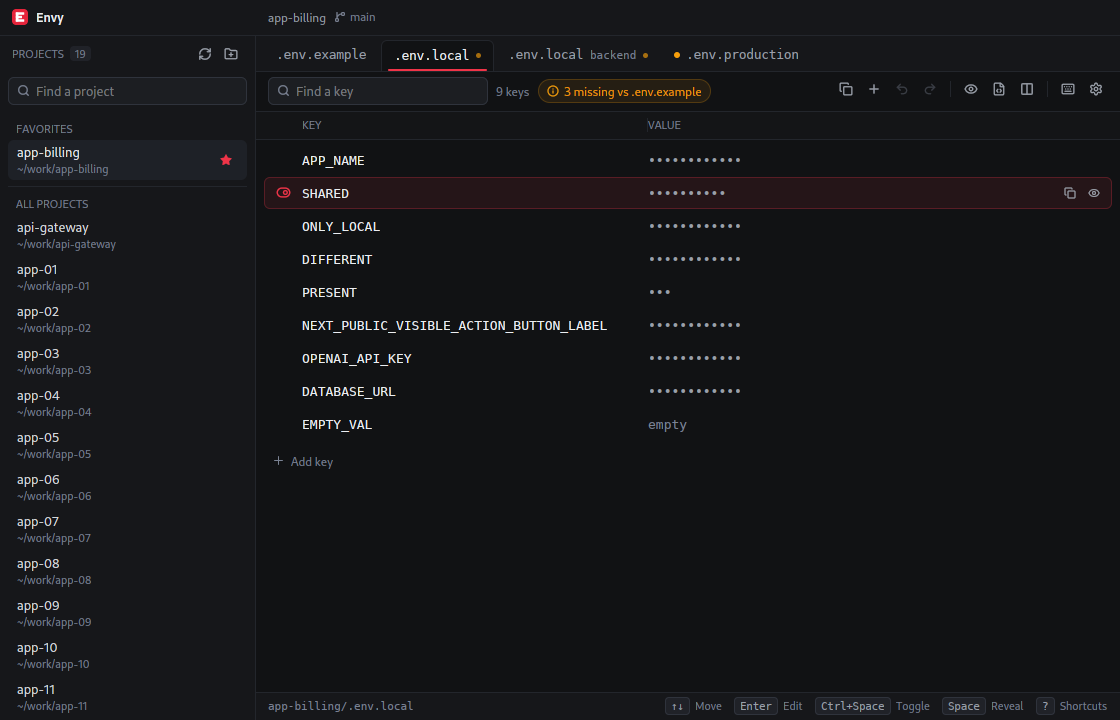 E Envy
app-billing main
PROJECTS 19
Find a project
FAVORITES
app-billing
~/work/app-billing
ALL PROJECTS
api-gateway
~/work/api-gateway
app-01
~/work/app-01
app-02
~/work/app-02
app-03
~/work/app-03
app-04
~/work/app-04
app-05
~/work/app-05
app-06
~/work/app-06
app-07
~/work/app-07
app-08
~/work/app-08
app-09
~/work/app-09
app-10
~/work/app-10
app-11
~/work/app-11
.env.example .env.local • .env.local backend • • .env.production
Find a key 9 keys 3 missing vs .env.example
KEY VALUE
APP_NAME ••••••••••••
SHARED ••••••••••
ONLY_LOCAL ••••••••••••
DIFFERENT ••••••••••••
PRESENT •••
NEXT_PUBLIC_VISIBLE_ACTION_BUTTON_LABEL ••••••••••••
OPENAI_API_KEY ••••••••••••
DATABASE_URL ••••••••••••
EMPTY_VAL empty
+ Add key
app-billing/.env.local ↑↓ Move Enter Edit Ctrl+Space Toggle Space Reveal ? Shortcuts